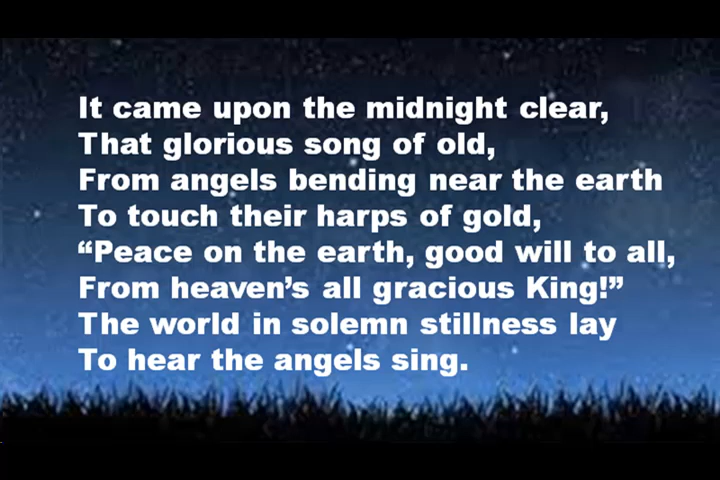 It came upon the midnight clear,
That glorious song of old,
From angels bending near the earth
To touch their harps of gold,
“Peace on the earth, good will to all,
From heaven’s all gracious King!”
The world in solemn stillness lay
To hear the angels sing.